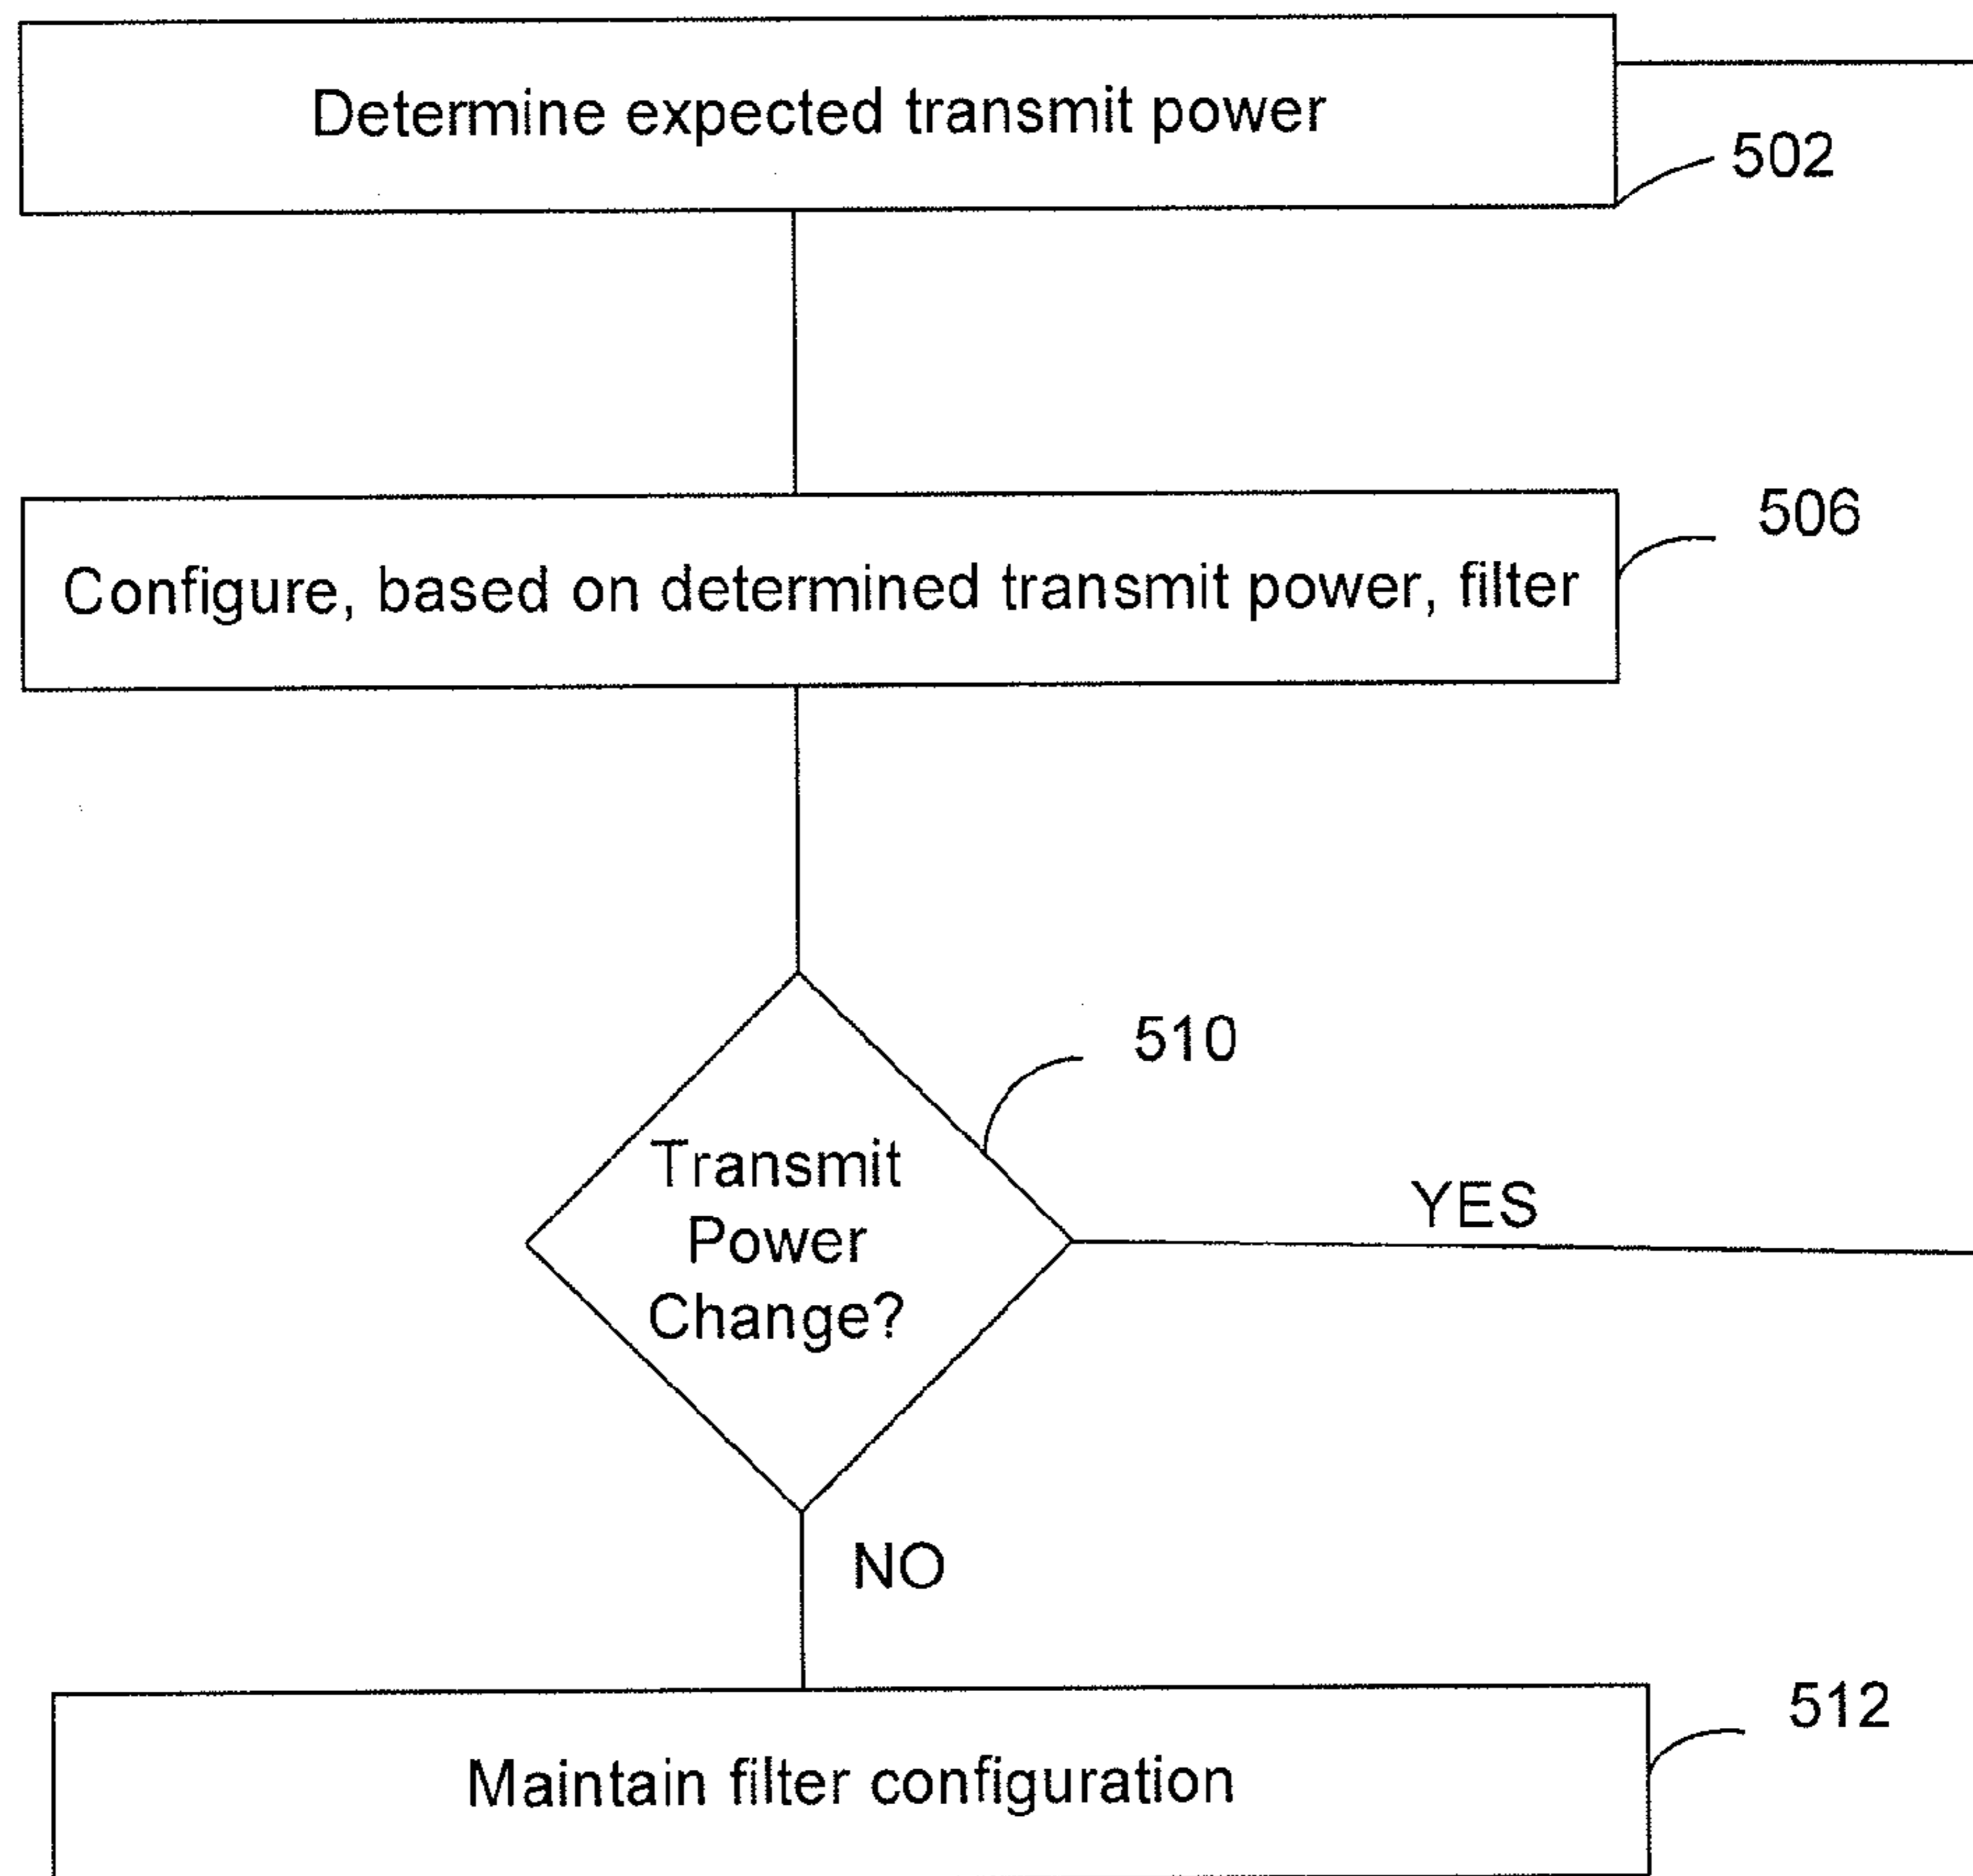 Determine expected transmit power
502
506
Configure, based on determined transmit power, filter
510
Transmit
Power
Change?
YES
NO
512
Maintain filter configuration